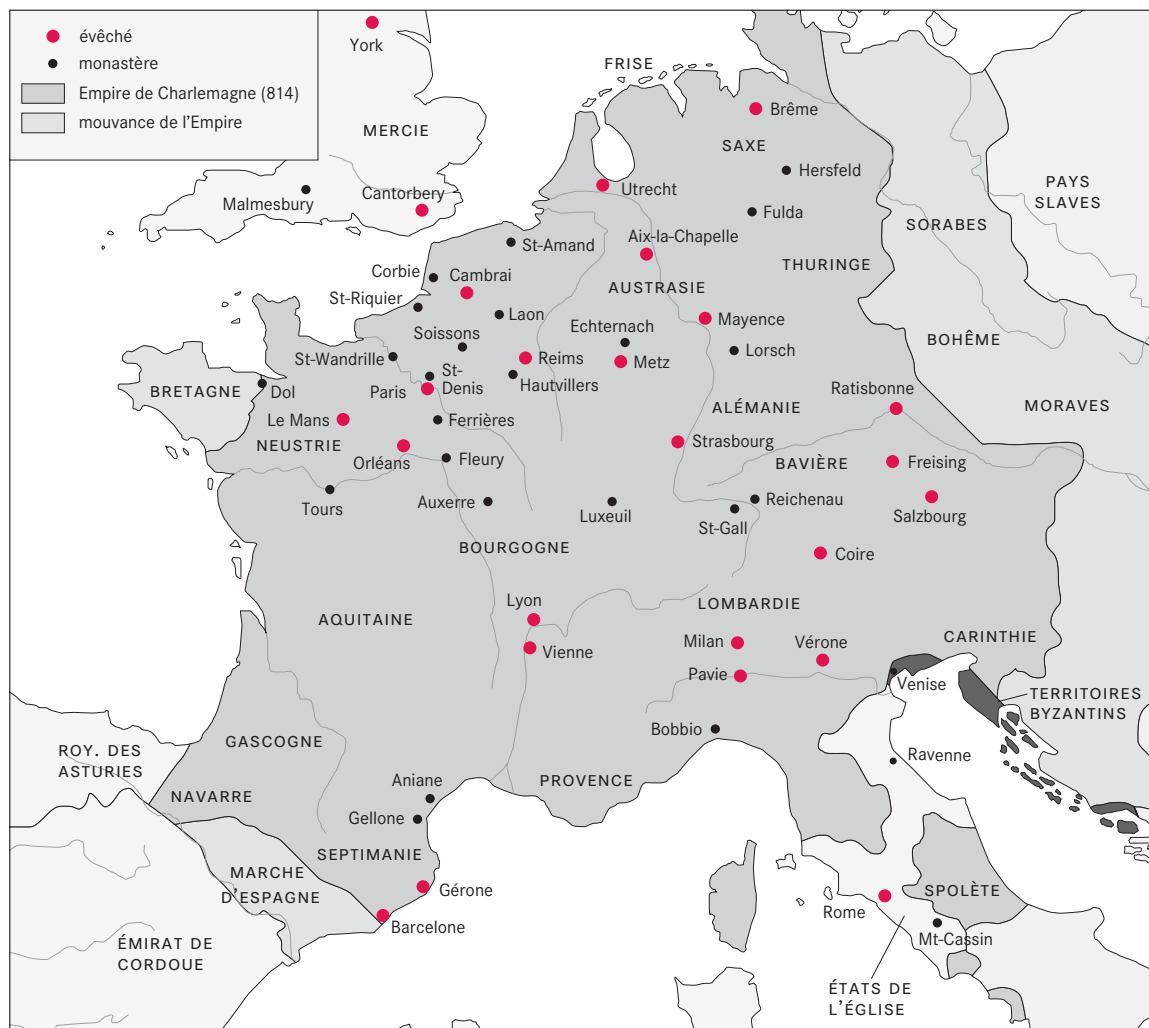 évêché
monastère
Empire de Charlemagne (814)
mouvance de l'Empire
York
FRISE
Brême
MERCIE
SAXE
Hersfeld
Malmesbury
Cantorbery
Utrecht
PAYS
SLAVES
Fulda
SORABES
St-Amand
Aix-la-Chapelle
THURINGE
Corbie
Cambrai
AUSTRASIE
St-Riquier
Laon
Mayence
Soissons
Echternach
BOHÊME
St-Wandrille
Reims
Metz
Lorsch
St-
Denis
Hautvillers
BRETAGNE
Dol
Paris
Ratisbonne
MORAVES
Le Mans
Ferrières
ALÉMANIE
NEUSTRIE
Strasbourg
Orléans
Fleury
BAVIÈRE
Freising
Tours
Auxerre
Luxeuil
Reichenau
St-Gall
Salzbourg
BOURGOGNE
Coire
Lyon
LOMBARDIE
AQUITAINE
Milan
Vérone
CARINTHIE
Vienne
Pavie
Venise
TERRITOIRES
BYZANTINS
Bobbio
GASCOGNE
ROY. DES
ASTURIES
Ravenne
Aniane
PROVENCE
NAVARRE
Gellone
SEPTIMANIE
MARCHE
D'ESPAGNE
Gérone
SPOLÈTE
Rome
Barcelone
Mt-Cassin
ÉMIRAT DE
CORDOUE
ÉTATS DE
L'ÉGLISE